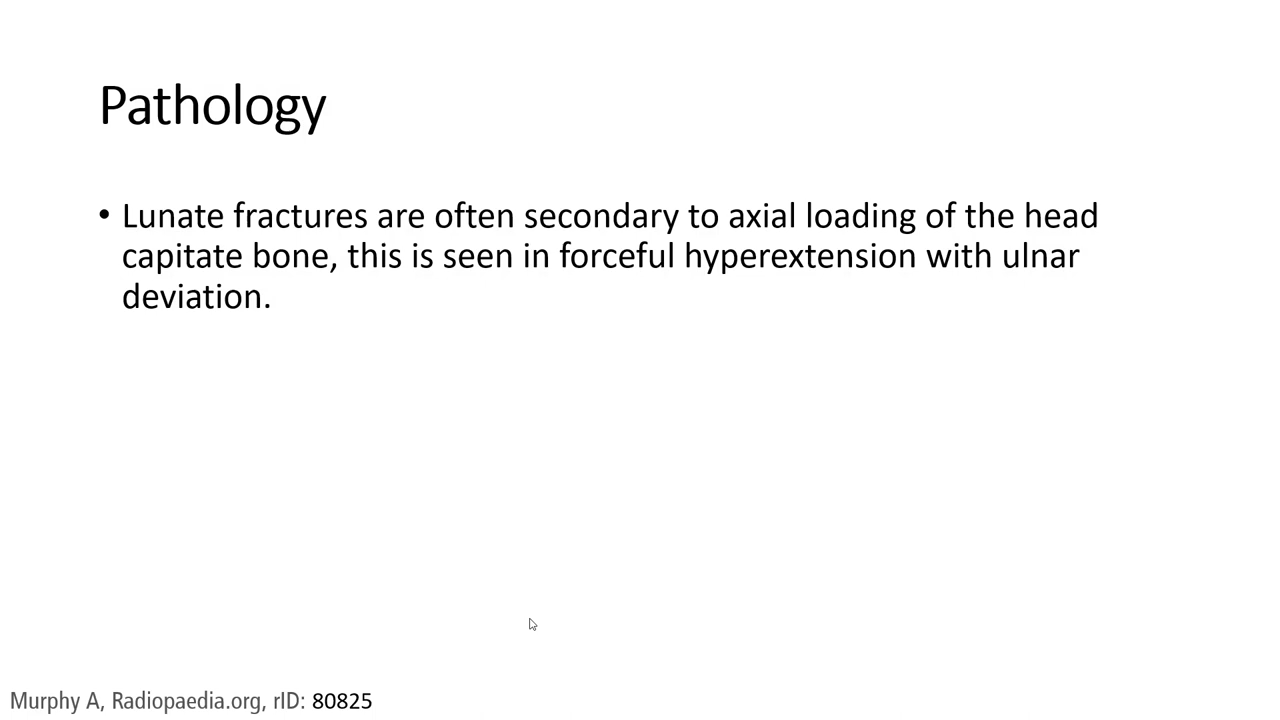 Pathology
• Lunate fractures are often secondary to axial loading of the head
capitate bone, this is seen in forceful hyperextension with ulnar
deviation.
Murphy A, Radiopaedia.org, rID: 80825